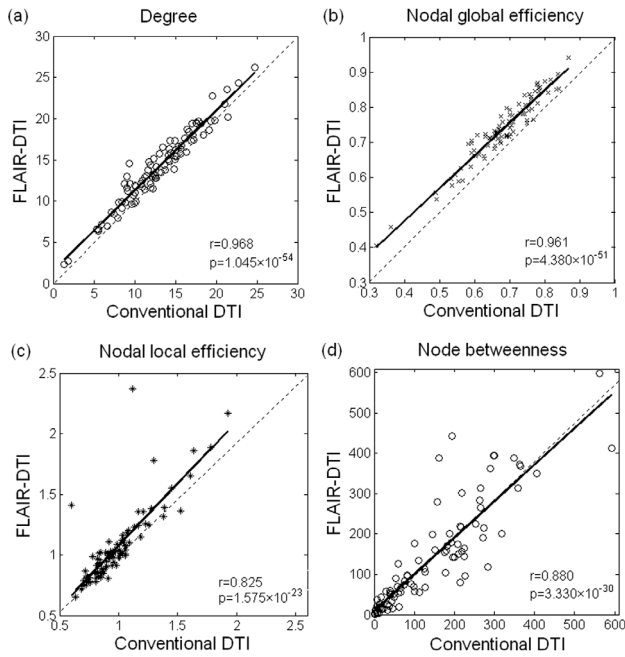 (a) Degree
30
25
20
15
10
5
0
FLAIR-DTI
r=0.968
p=1.045×10⁻⁵⁴
0 5 10 15 20 25 30
Conventional DTI
(b) Nodal global efficiency
1
0.9
0.8
0.7
0.6
0.5
0.4
0.3
FLAIR-DTI
r=0.961
p=4.380×10⁻⁵¹
0.3 0.4 0.5 0.6 0.7 0.8 0.9 1
Conventional DTI
(c) Nodal local efficiency
2.5
2
1.5
1
0.5
FLAIR-DTI
r=0.825
p=1.575×10⁻²³
0.5 1 1.5 2 2.5
Conventional DTI
(d) Node betweenness
600
500
400
300
200
100
0
FLAIR-DTI
r=0.880
p=3.330×10⁻³⁰
0 100 200 300 400 500 600
Conventional DTI